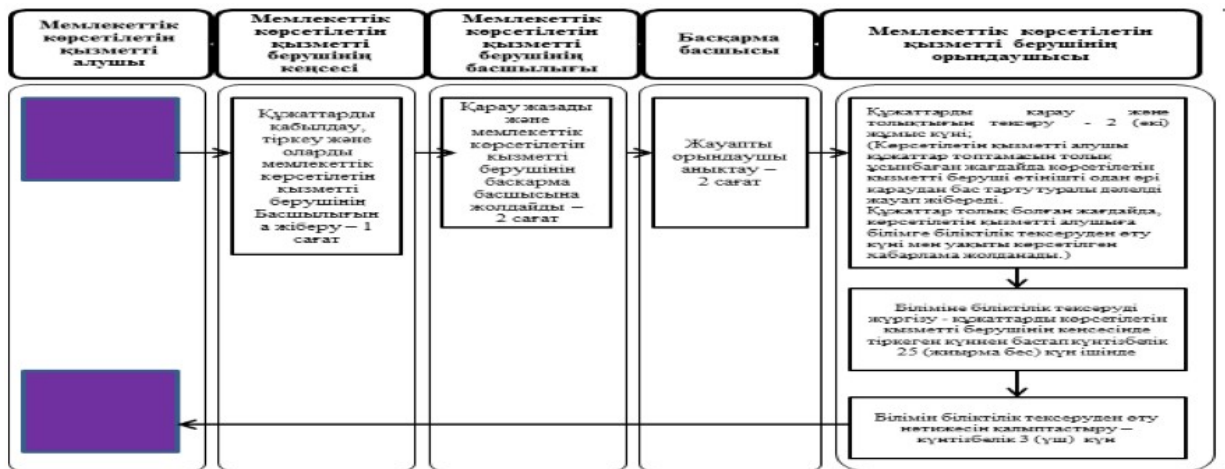 Мемлекеттік
көрсетілетін
қызметті
алушы
Мемлекеттік
көрсетілетін
қызметті
берушінің
кеңсесі
Мемлекеттік
көрсетілетін
қызметті
берушінің
басшылығы
Басқарма
басшысы
Мемлекеттік көрсетілетін
қызметті берушінің
орындаушысы
Құжаттарды
қабылдау,
тіркеу және
оларды
мемлекеттік
көрсетілетін
қызметті
берушінің
Басшылығын
а жіберу – 1
сағат
Қарау жазады
және
мемлекеттік
көрсетілетін
қызметті
берушінің
басқарма
басшысына
жолдайды –
2 сағат
Жауапты
орындаушы
анықтау –
2 сағат
Құжаттарды қарау және
толықтығын тексеру - 2 (екі)
жұмыс күні;
(Көрсетілетін қызметті алушы
құжаттар топтамасын толық
ұсынбаған жағдайда көрсетілетін
қызметті беруші өтінішті одан әрі
қараудан бас тарту туралы дәлелді
жауап жібереді.
Құжаттар толық болған жағдайда,
көрсетілетін қызметті алушыға
білімге біліктілік тексеруден өту
күні мен уақыты көрсетілген
хабарлама жолданады.)
Біліміне біліктілік тексеруді
жүргізу - құжаттарды көрсетілетін
қызметті берушінің кеңсесінде
тіркеген күннен бастап күнтізбелік
25 (жиырма бес) күн ішінде
Білімін біліктілік тексеруден өту
нәтижесін қалыптастыру –
күнтізбелік 3 (үш) күн